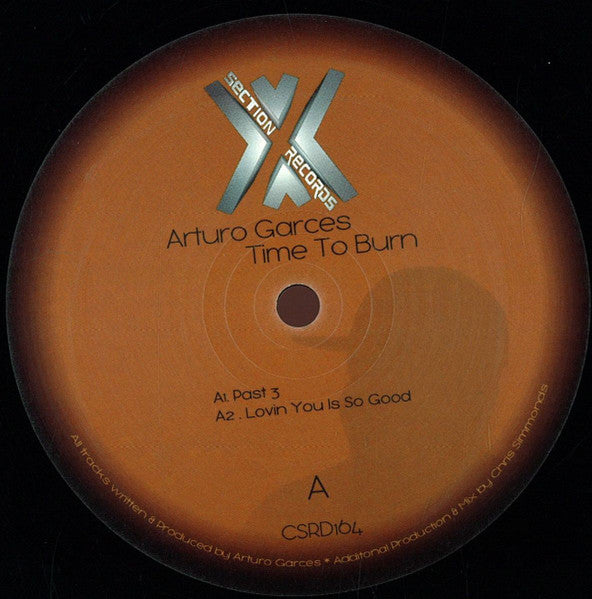 SECTION
RECORDS
Arturo Garces
Time To Burn
A1. Past 3
A2 . Lovin You Is So Good
A
CSRD164
All tracks written & Produced by Arturo Garces * Additonal Production & Mix by Chris Simmonds